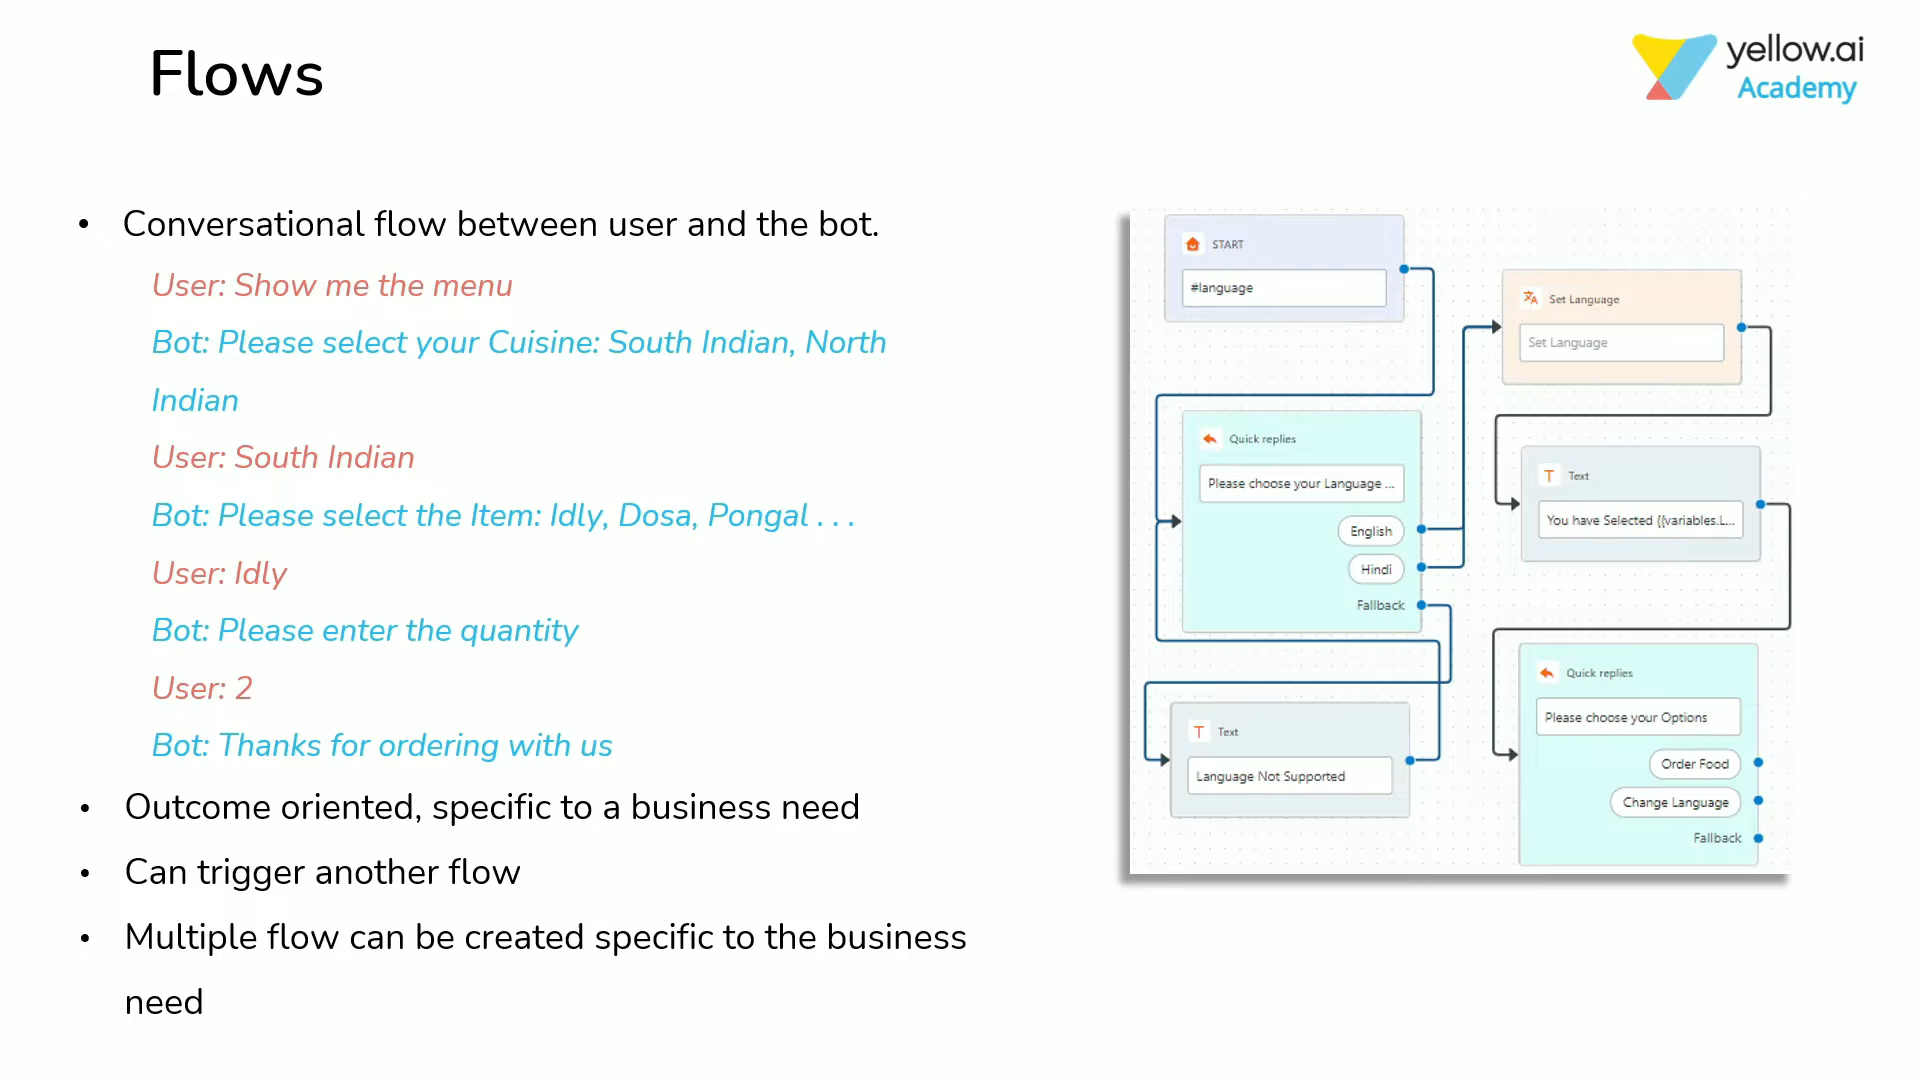 Flows
yellow.ai
Academy
• Conversational flow between user and the bot.
User: Show me the menu
Bot: Please select your Cuisine: South Indian, North
Indian
User: South Indian
Bot: Please select the Item: Idly, Dosa, Pongal . . .
User: Idly
Bot: Please enter the quantity
User: 2
Bot: Thanks for ordering with us
• Outcome oriented, specific to a business need
• Can trigger another flow
• Multiple flow can be created specific to the business
need
START
#language
Quick replies
Please choose your Language ...
English
Hindi
Fallback
Text
Language Not Supported
Set Language
Set Language
Text
You have Selected {{variables.L...
Quick replies
Please choose your Options
Order Food
Change Language
Fallback